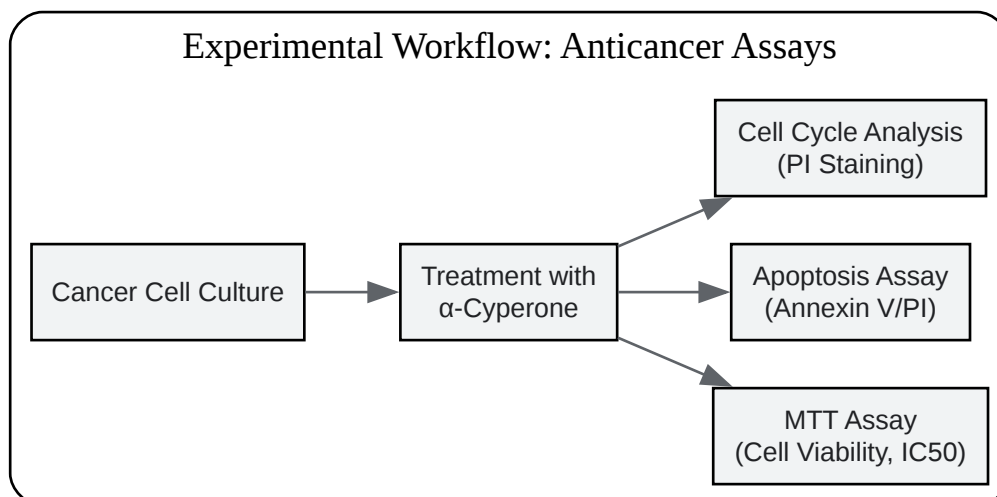 Experimental Workflow: Anticancer Assays
Cell Cycle Analysis
(PI Staining)
Cancer Cell Culture
Treatment with
α-Cyperone
Apoptosis Assay
(Annexin V/PI)
MTT Assay
(Cell Viability, IC50)